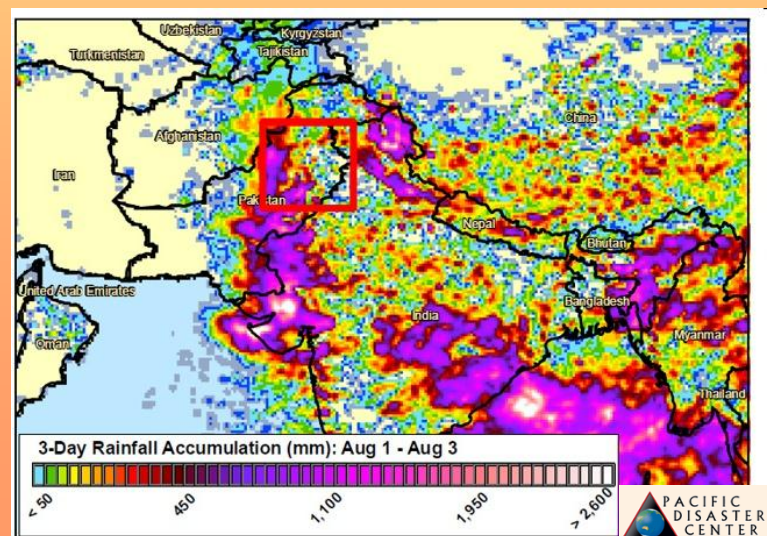 Uzbekistan
Kyrgyzstan
Turkmenistan
Tajikistan
China
Afghanistan
Iran
Pakistan
Nepal
Bhutan
United Arab Emirates
Bangladesh
India
Oman
Myanmar
Thailand
3-Day Rainfall Accumulation (mm): Aug 1 - Aug 3
< 50
450
1,100
1,950
> 2,600
PACIFIC
DISASTER
CENTER